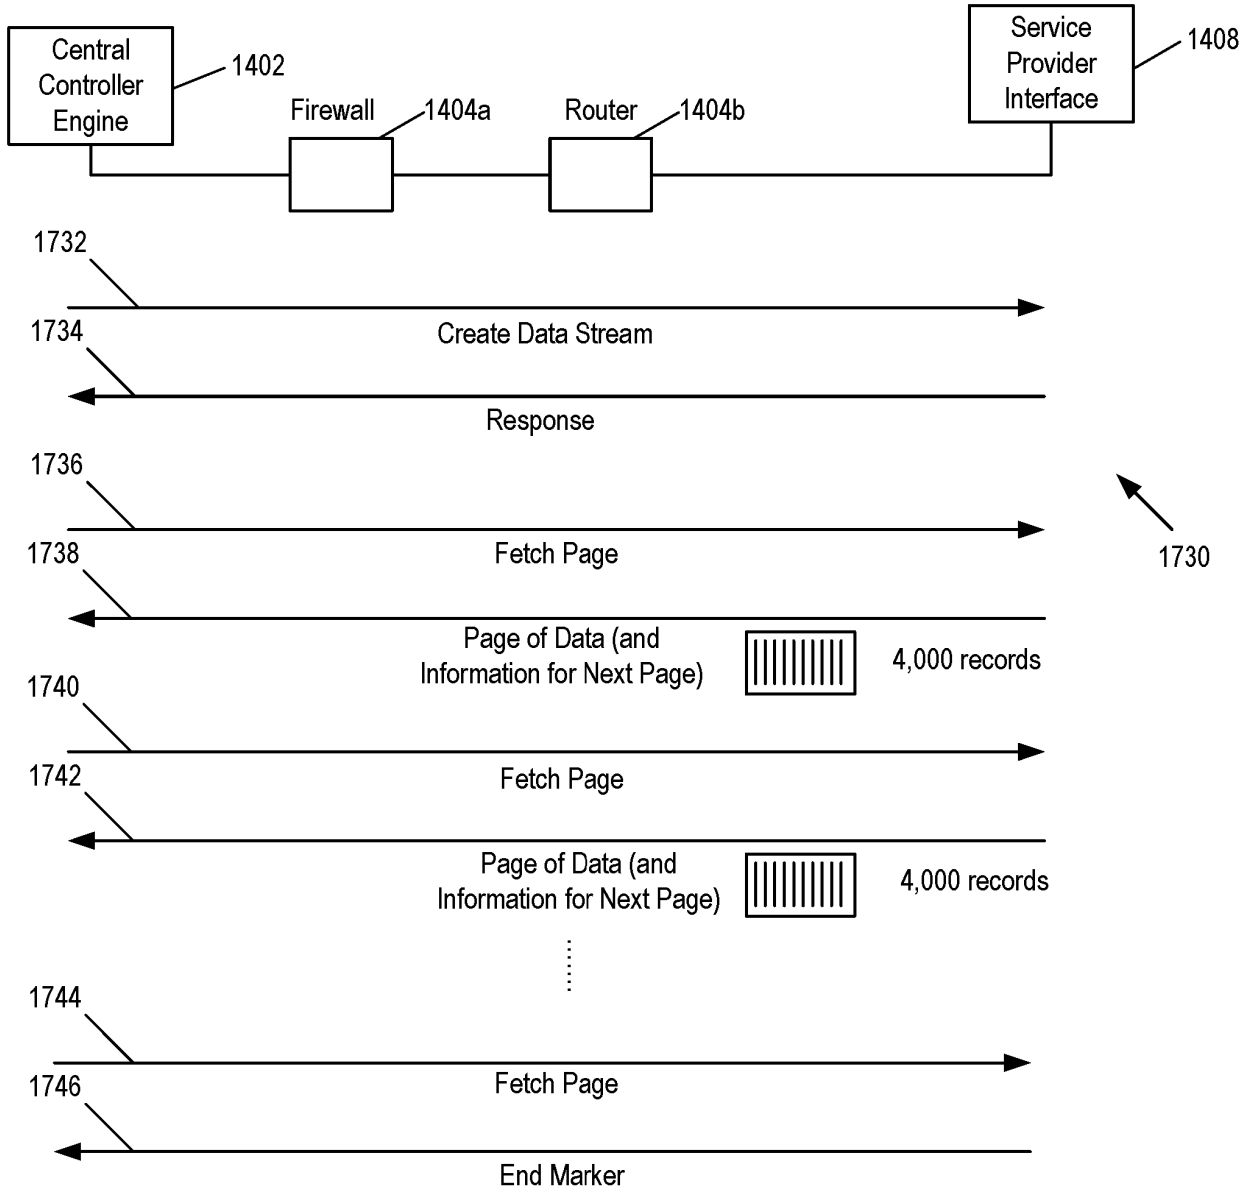 Central
Controller
Engine
1402
Firewall
1404a
Router
1404b
Service
Provider
Interface
1408
1732
Create Data Stream
1734
Response
1736
Fetch Page
1730
1738
Page of Data (and
Information for Next Page)
4,000 records
1740
Fetch Page
1742
Page of Data (and
Information for Next Page)
4,000 records
1744
Fetch Page
1746
End Marker